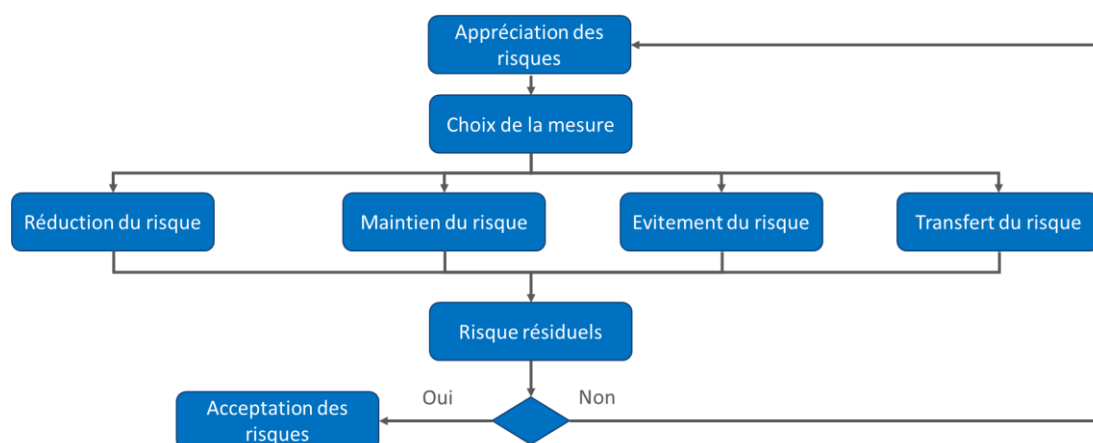 Appréciation des
risques
Choix de la mesure
Réduction du risque
Maintien du risque
Evitement du risque
Transfert du risque
Risque résiduels
Oui
Non
Acceptation des
risques